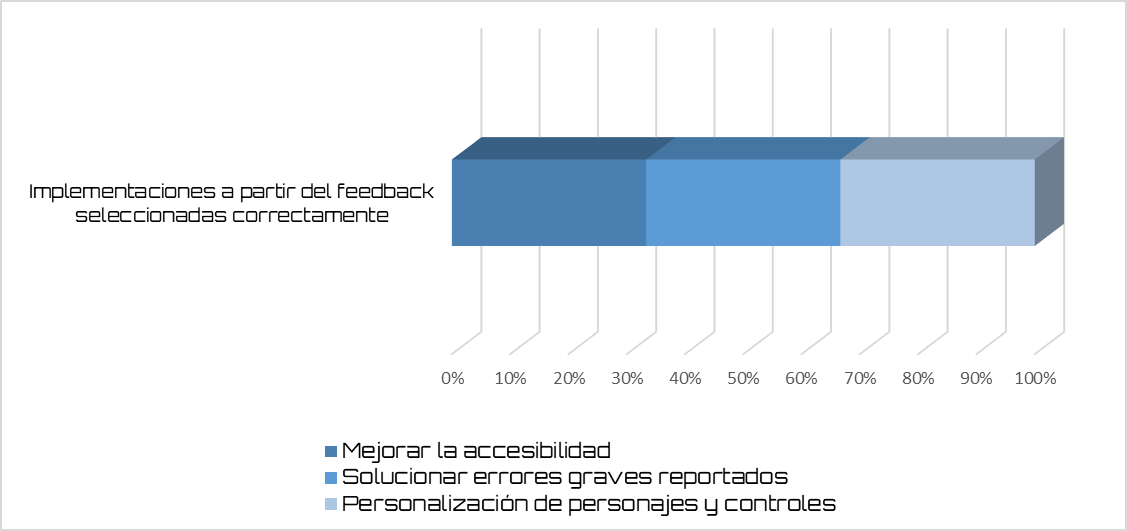 Implementaciones a partir del feedback
seleccionadas correctamente
0% 10% 20% 30% 40% 50% 60% 70% 80% 90% 100%
Mejorar la accesibilidad
Solucionar errores graves reportados
Personalización de personajes y controles